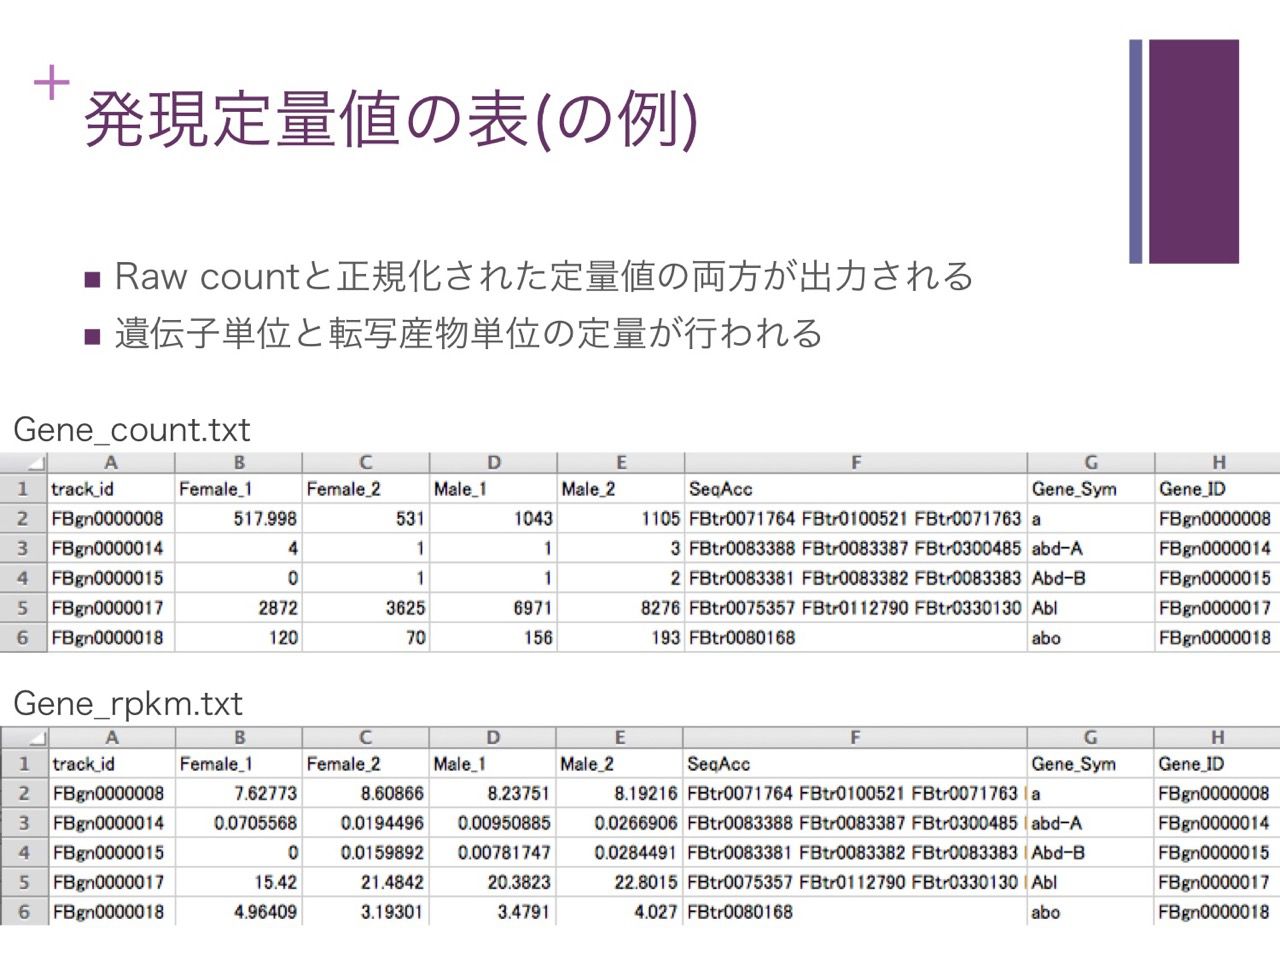 +
発現定量値の表(の例)
■ Raw countと正規化された定量値の両方が出力される
■ 遺伝子単位と転写産物単位の定量が行われる
Gene_count.txt
A B C D E F G H
1 track_id Female_1 Female_2 Male_1 Male_2 SeqAcc Gene_Sym Gene_ID
2 FBgn0000008 517.998 531 1043 1105 FBtr0071764 FBtr0100521 FBtr0071763 a FBgn0000008
3 FBgn0000014 4 1 1 3 FBtr0083388 FBtr0083387 FBtr0300485 abd-A FBgn0000014
4 FBgn0000015 0 1 1 2 FBtr0083381 FBtr0083382 FBtr0083383 Abd-B FBgn0000015
5 FBgn0000017 2872 3625 6971 8276 FBtr0075357 FBtr0112790 FBtr0330130 Abl FBgn0000017
6 FBgn0000018 120 70 156 193 FBtr0080168 abo FBgn0000018
Gene_rpkm.txt
A B C D E F G H
1 track_id Female_1 Female_2 Male_1 Male_2 SeqAcc Gene_Sym Gene_ID
2 FBgn0000008 7.62773 8.60866 8.23751 8.19216 FBtr0071764 FBtr0100521 FBtr0071763 a FBgn0000008
3 FBgn0000014 0.0705568 0.0194496 0.00950885 0.0266906 FBtr0083388 FBtr0083387 FBtr0300485 abd-A FBgn0000014
4 FBgn0000015 0 0.0159892 0.00781747 0.0284491 FBtr0083381 FBtr0083382 FBtr0083383 Abd-B FBgn0000015
5 FBgn0000017 15.42 21.4842 20.3823 22.8015 FBtr0075357 FBtr0112790 FBtr0330130 Abl FBgn0000017
6 FBgn0000018 4.96409 3.19301 3.4791 4.027 FBtr0080168 abo FBgn0000018